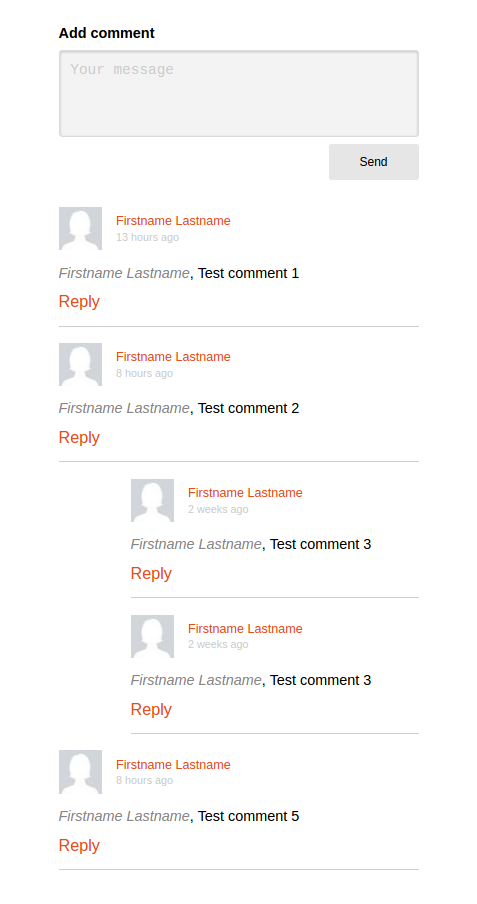 Add comment
Your message
Send
Firstname Lastname
13 hours ago
Firstname Lastname, Test comment 1
Reply
Firstname Lastname
8 hours ago
Firstname Lastname, Test comment 2
Reply
Firstname Lastname
2 weeks ago
Firstname Lastname, Test comment 3
Reply
Firstname Lastname
2 weeks ago
Firstname Lastname, Test comment 3
Reply
Firstname Lastname
8 hours ago
Firstname Lastname, Test comment 5
Reply